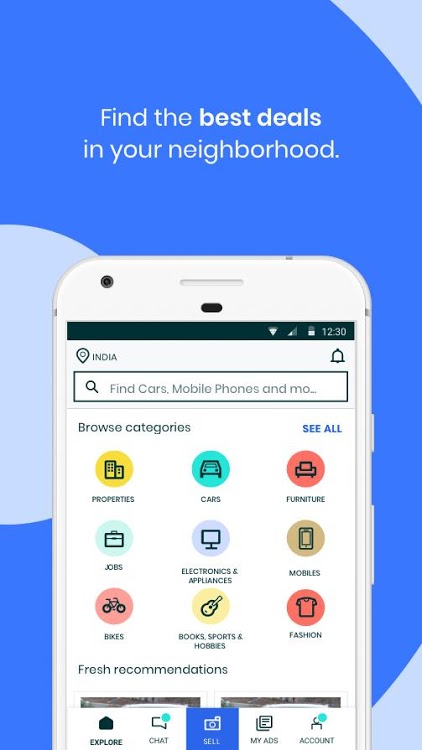 Find the best deals
in your neighborhood.
12:30
INDIA
Find Cars, Mobile Phones and mo...
Browse categories
SEE ALL
PROPERTIES
CARS
FURNITURE
JOBS
ELECTRONICS &
APPLIANCES
MOBILES
BIKES
BOOKS, SPORTS &
HOBBIES
FASHION
Fresh recommendations
EXPLORE
CHAT
SELL
MY ADS
ACCOUNT